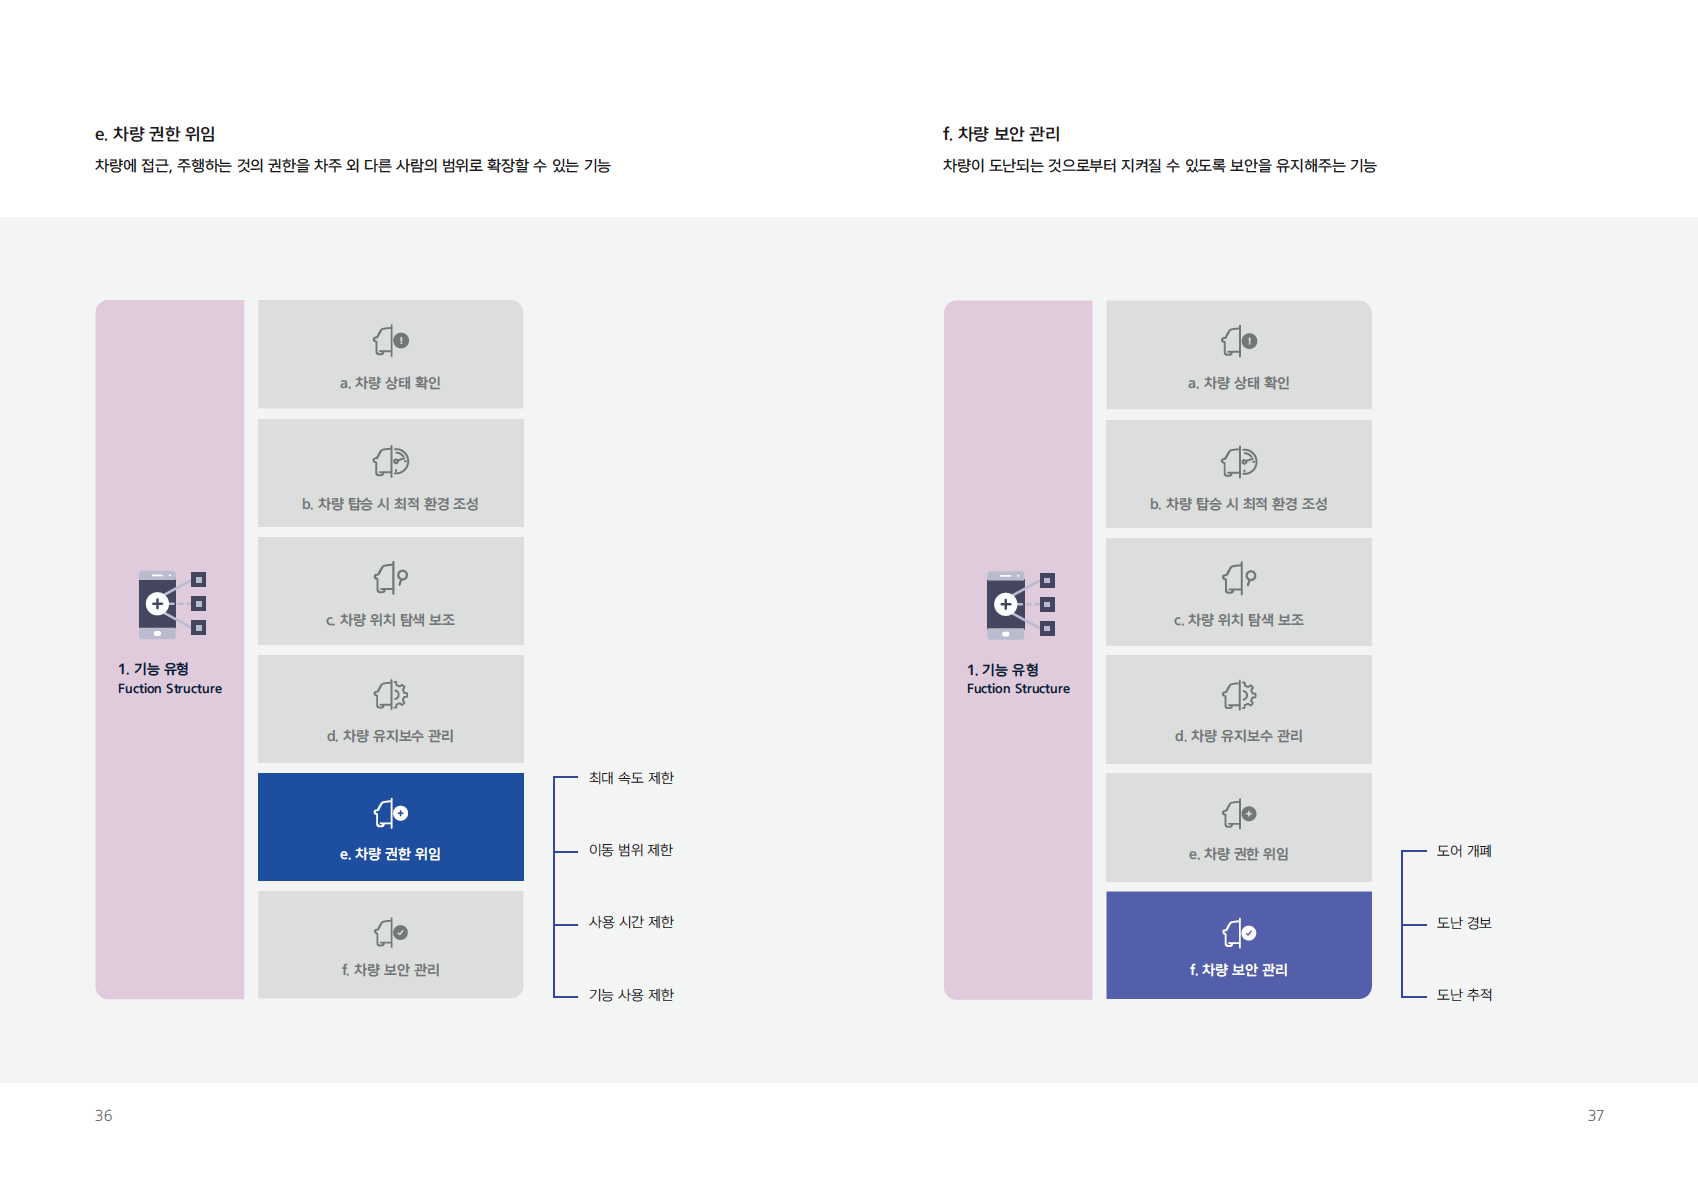 e. 차량 권한 위임
차량에 접근, 주행하는 것의 권한을 차주 외 다른 사람의 범위로 확장할 수 있는 기능
1. 기능 유형
Fuction Structure
a. 차량 상태 확인
b. 차량 탑승 시 최적 환경 조성
c. 차량 위치 탐색 보조
d. 차량 유지보수 관리
e. 차량 권한 위임
f. 차량 보안 관리
최대 속도 제한
이동 범위 제한
사용 시간 제한
기능 사용 제한
36
f. 차량 보안 관리
차량이 도난되는 것으로부터 지켜질 수 있도록 보안을 유지해주는 기능
1. 기능 유형
Fuction Structure
a. 차량 상태 확인
b. 차량 탑승 시 최적 환경 조성
c. 차량 위치 탐색 보조
d. 차량 유지보수 관리
e. 차량 권한 위임
f. 차량 보안 관리
도어 개폐
도난 경보
도난 추적
37